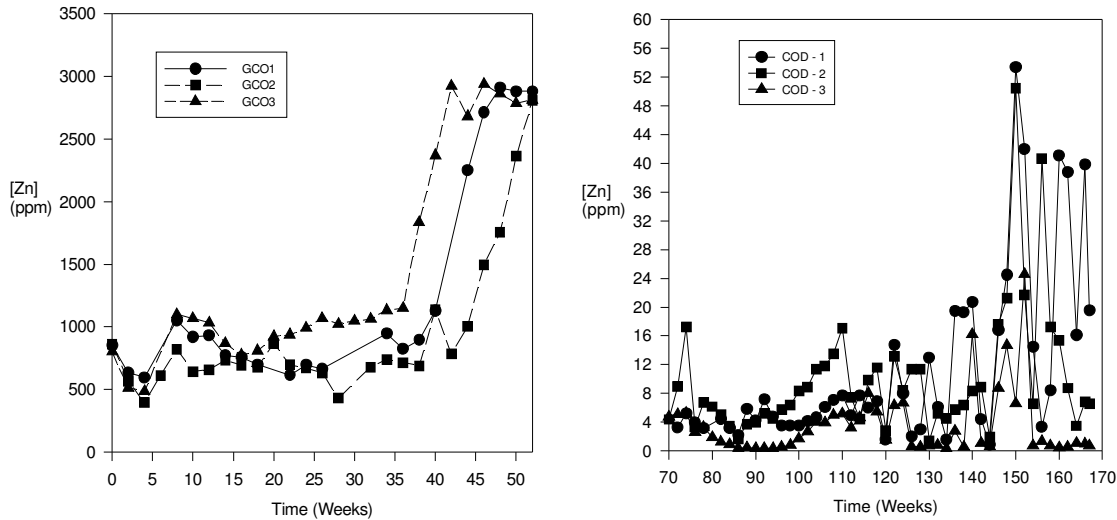 3500
3000
2500
2000
1500
1000
500
0
[Zn]
(ppm)
GCO1
GCO2
GCO3
0 5 10 15 20 25 30 35 40 45 50
Time (Weeks)
60
56
52
48
44
40
36
32
28
24
20
16
12
8
4
0
[Zn]
(ppm)
COD - 1
COD - 2
COD - 3
70 80 90 100 110 120 130 140 150 160 170
Time (Weeks)